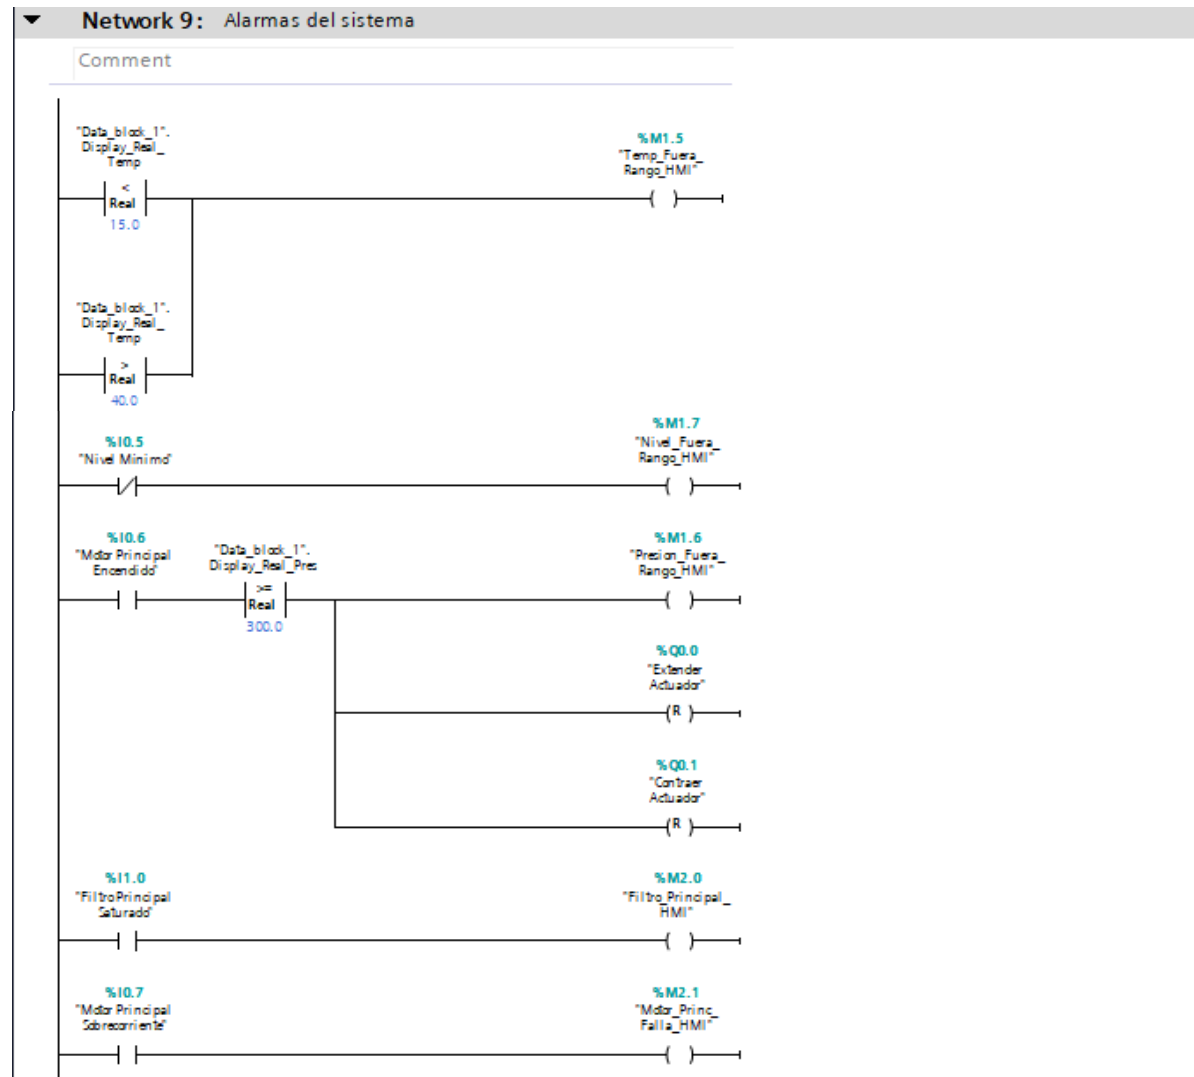 Network 9: Alarmas del sistema
Comment
"Data_block_1".
Display_Real_
Temp
<
Real
15.0
%M1.5
"Temp_Fuera_
Rango_HMI"
( )
"Data_block_1".
Display_Real_
Temp
>
Real
40.0
%I0.5
"Nivel Minimo"
%M1.7
"Nivel_Fuera_
Rango_HMI"
( )
%I0.6
"Motor Principal
Encendido"
"Data_block_1".
Display_Real_Pres
>=
Real
300.0
%M1.6
"Presion_Fuera_
Rango_HMI"
( )
%Q0.0
"Extender
Actuador"
(R)
%Q0.1
"Contraer
Actuador"
(R)
%I1.0
"Filtro Principal
Saturado"
%M2.0
"Filtro_Principal_
HMI"
( )
%I0.7
"Motor Principal
Sobrecorriente"
%M2.1
"Motor_Princ_
Falla_HMI"
( )